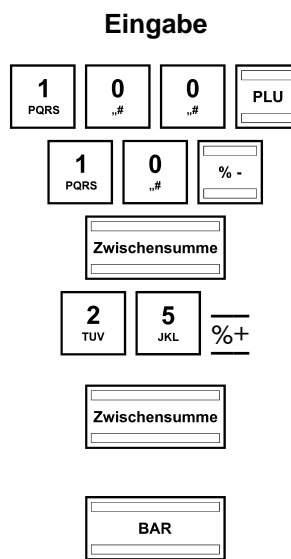 Eingabe
1 0 0 PLU
PQRS „# „#
1 0 % -
PQRS „#
Zwischensumme
2 5 %+
TUV JKL
Zwischensumme
BAR